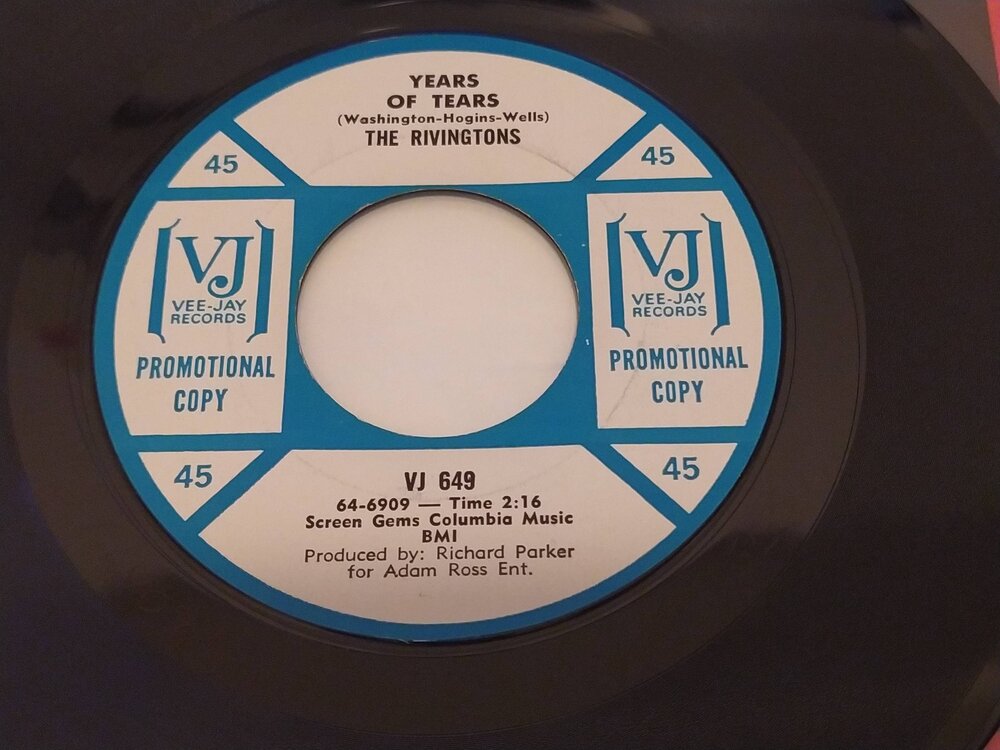 YEARS
OF TEARS
(Washington-Hogins-Wells)
THE RIVINGTONS
45
45
VJ
VEE-JAY
RECORDS
PROMOTIONAL
COPY
VJ
VEE-JAY
RECORDS
PROMOTIONAL
COPY
45
45
VJ 649
64-6909 — Time 2:16
Screen Gems Columbia Music
BMI
Produced by: Richard Parker
for Adam Ross Ent.